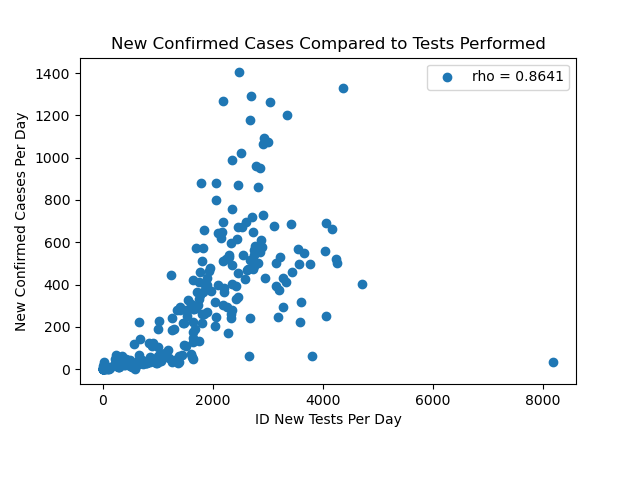 New Confirmed Cases Compared to Tests Performed
rho = 0.8641
New Confirmed Caeses Per Day
1400
1200
1000
800
600
400
200
0
0 2000 4000 6000 8000
ID New Tests Per Day